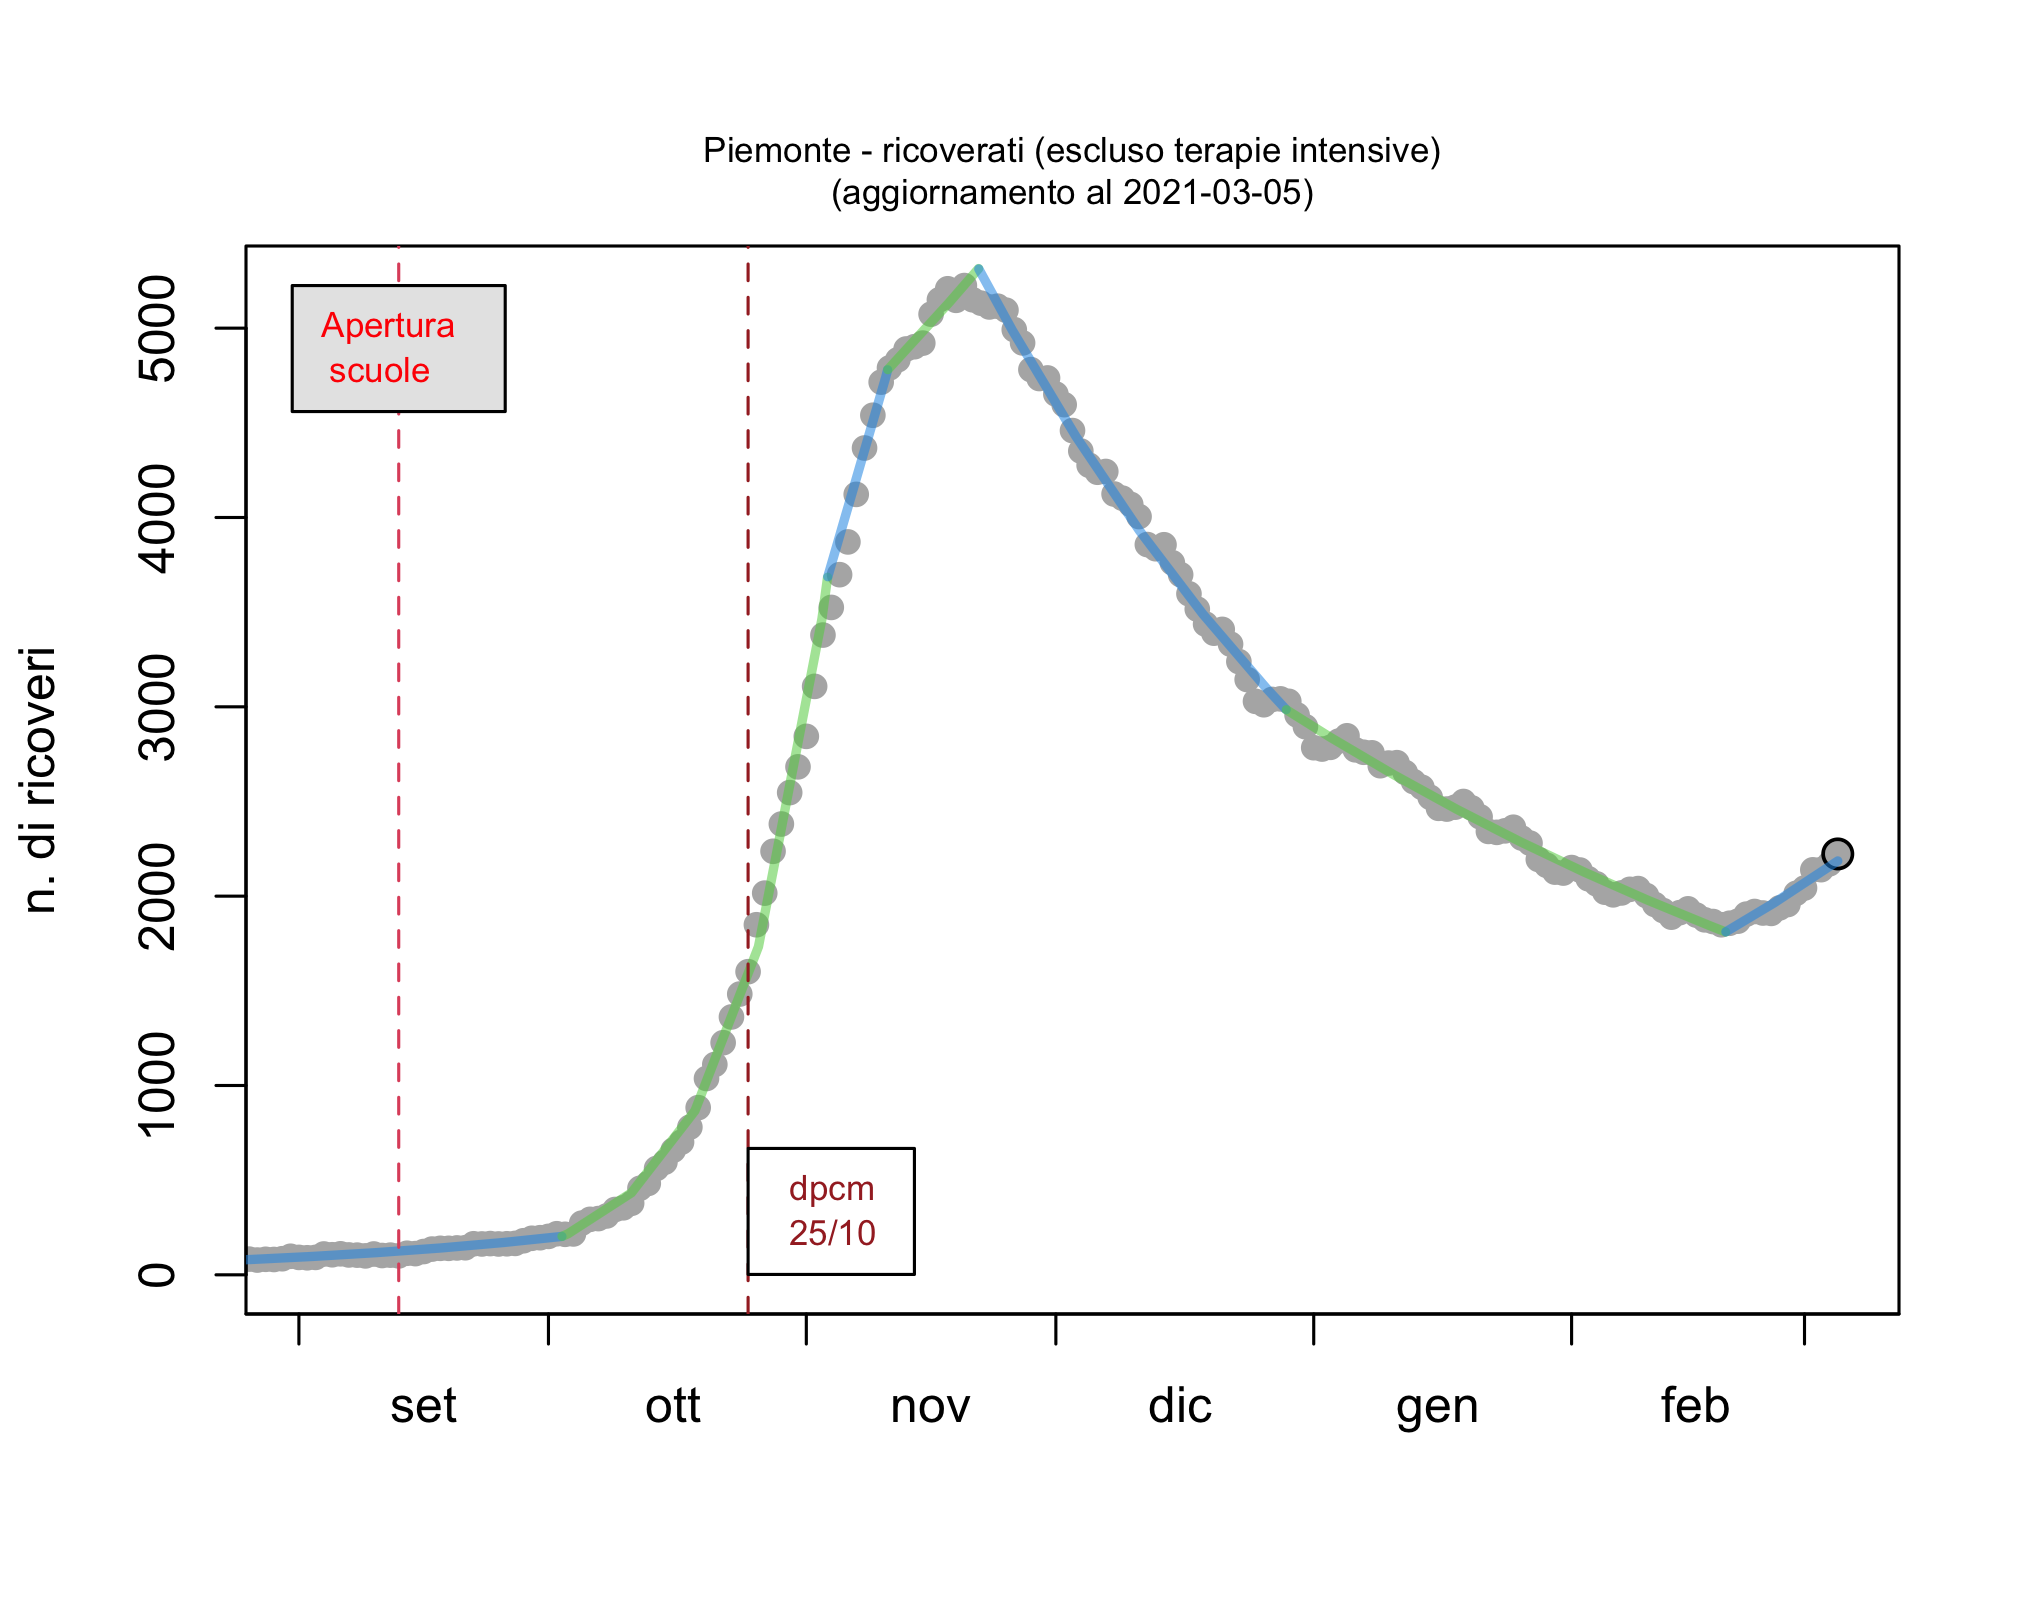 Piemonte - ricoverati (escluso terapie intensive)
(aggiornamento al 2021-03-05)
n. di ricoveri
5000
4000
3000
2000
1000
0
Apertura
scuole
dpcm
25/10
set
ott
nov
dic
gen
feb